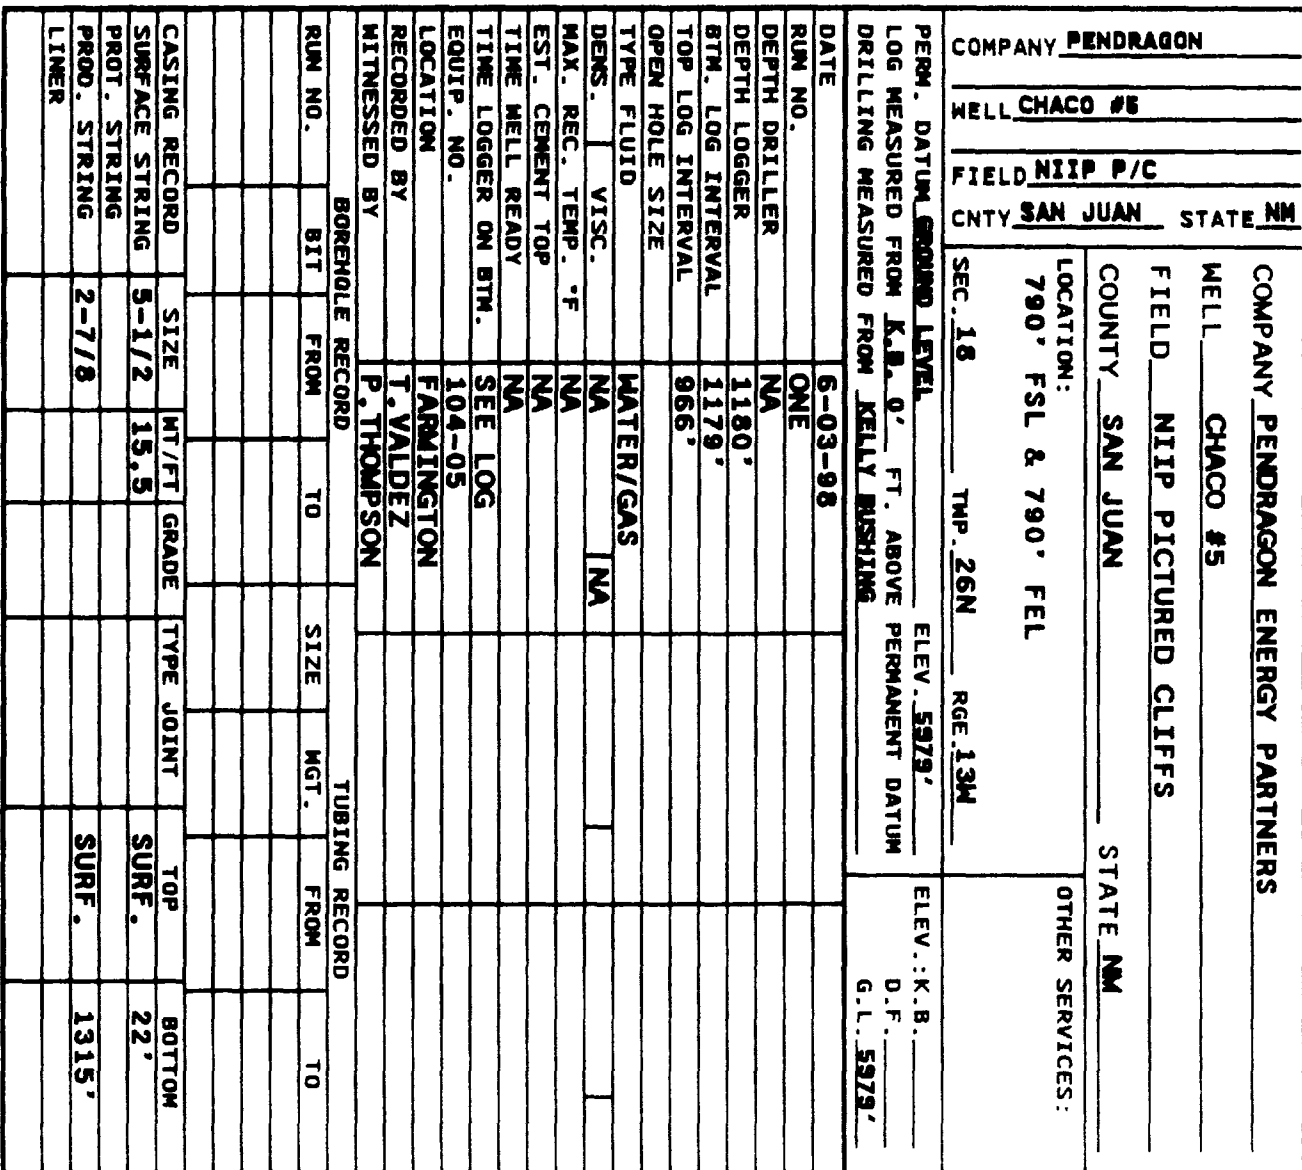 COMPANY PENDRAGON
WELL CHACO #5
FIELD NIIP P/C
CNTY SAN JUAN STATE NM
COMPANY PENDRAGON ENERGY PARTNERS
WELL CHACO #5
FIELD NIIP PICTURED CLIFFS
COUNTY SAN JUAN STATE NM
LOCATION: OTHER SERVICES:
790' FSL & 790' FEL
SEC. 18 TWP. 26N RGE. 13W
PERM. DATUM GROUND LEVEL ELEV. 5979' ELEV.:K.B.
LOG MEASURED FROM K.B. 0' FT. ABOVE PERMANENT DATUM D.F.
DRILLING MEASURED FROM KELLY BUSHING G.L. 5979'
DATE 6-03-98
RUN NO. ONE
DEPTH DRILLER NA
DEPTH LOGGER 1180'
BTM. LOG INTERVAL 1179'
TOP LOG INTERVAL 966'
OPEN HOLE SIZE
TYPE FLUID WATER/GAS
DENS. | VISC. NA NA
MAX. REC. TEMP. °F NA
EST. CEMENT TOP NA
TIME WELL READY NA
TIME LOGGER ON BTM. SEE LOG
EQUIP. NO. 104-05
LOCATION FARMINGTON
RECORDED BY T.VALDEZ
WITNESSED BY P.THOMPSON
BOREHOLE RECORD TUBING RECORD
RUN NO. BIT FROM TO SIZE WGT. FROM TO
CASING RECORD SIZE WT/FT GRADE TYPE JOINT TOP BOTTOM
SURFACE STRING 5-1/2 15.5 SURF. 22'
PROT. STRING
PROD. STRING 2-7/8 SURF. 1315'
LINER